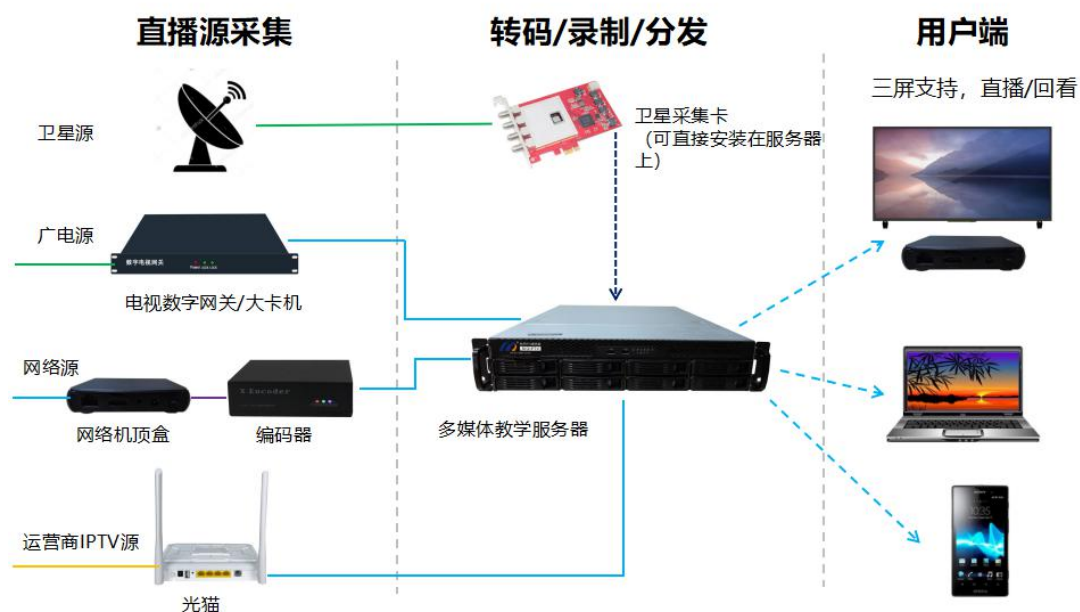 直播源采集
转码/录制/分发
用户端
三屏支持，直播/回看
卫星源
卫星采集卡
（可直接安装在服务器
上）
广电源
数字电视网关
电视数字网关/大卡机
网络源
X Encoder
网络机顶盒
编码器
多媒体教学服务器
运营商IPTV源
光猫